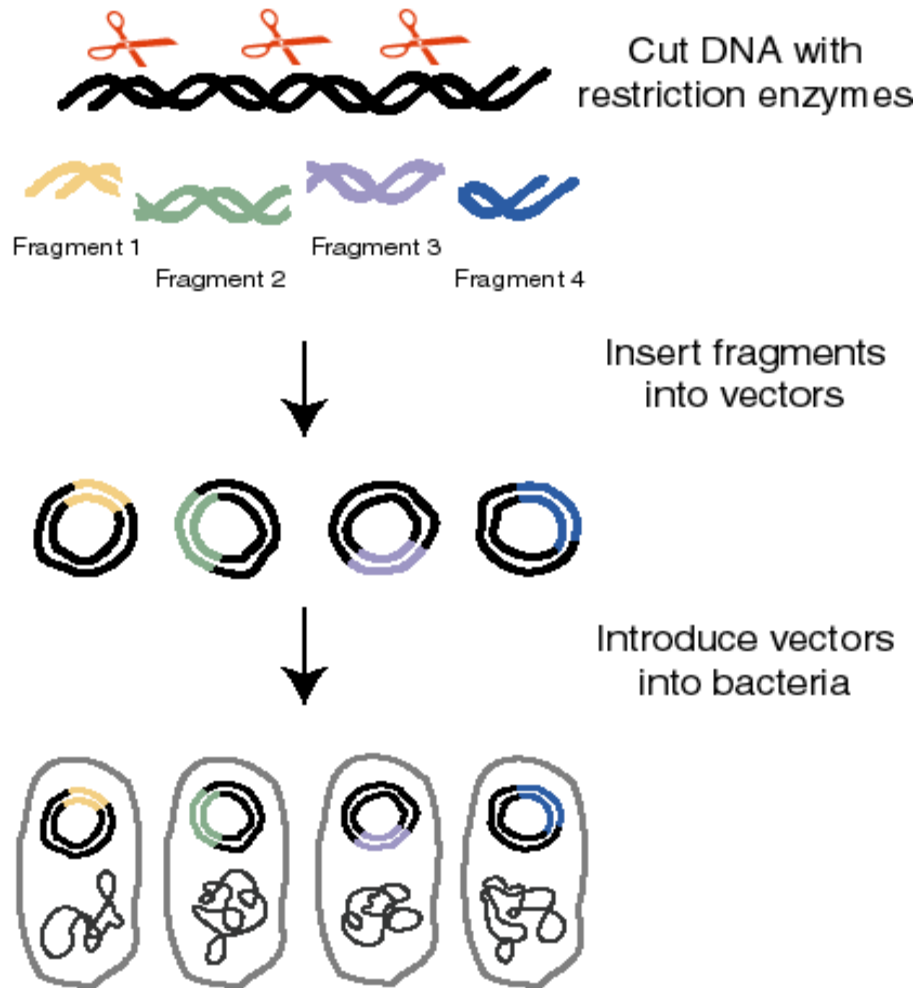 Cut DNA with
restriction enzymes
Fragment 1
Fragment 2
Fragment 3
Fragment 4
Insert fragments
into vectors
Introduce vectors
into bacteria